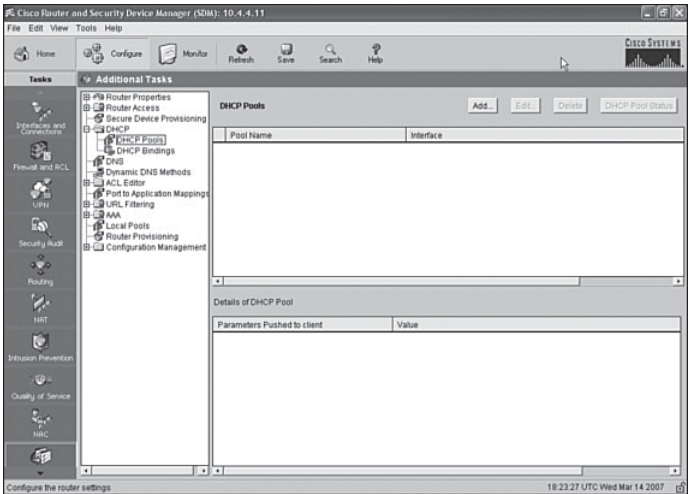 Cisco Router and Security Device Manager (SDM): 10.4.4.11
File Edit View Tools Help
Home Configure Monitor Refresh Save Search Help
CISCO SYSTEMS
Tasks
Additional Tasks
Interfaces and Connections
Firewall and ACL
VPN
Security Audit
Routing
NAT
Intrusion Prevention
Quality of Service
NAC
Router Properties
Router Access
Secure Device Provisioning
DHCP
DHCP Pools
DHCP Bindings
DNS
Dynamic DNS Methods
ACL Editor
Port to Application Mappings
URL Filtering
AAA
Local Pools
Router Provisioning
Configuration Management
DHCP Pools
Add... Edit... Delete DHCP Pool Status
Pool Name Interface
Details of DHCP Pool
Parameters Pushed to client Value
Configure the router settings
18:23:27 UTC Wed Mar 14 2007